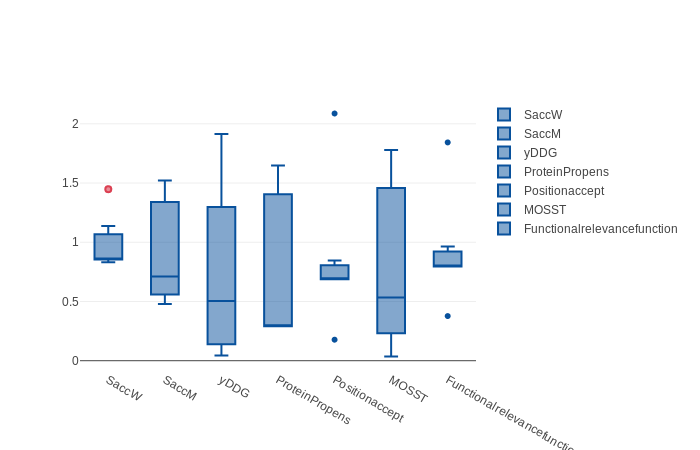 2
1.5
1
0.5
0
SaccW
SaccM
yDDG
ProteinPropens
Positionaccept
MOSST
Functionalrelevancefunctio
SaccW
SaccM
yDDG
ProteinPropens
Positionaccept
MOSST
Functionalrelevancefunction